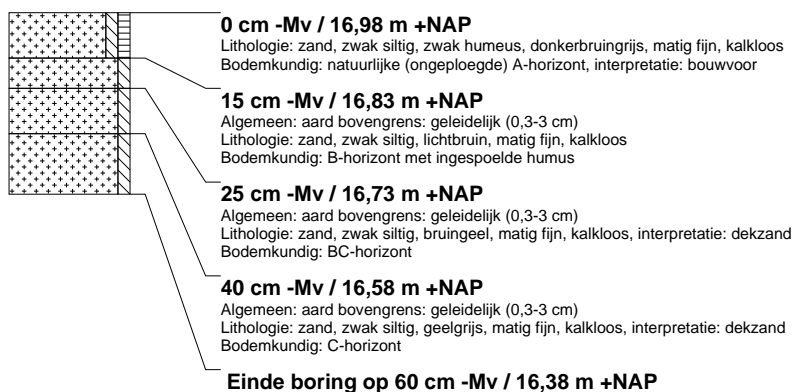 0 cm -Mv / 16,98 m +NAP
Lithologie: zand, zwak siltig, zwak humeus, donkerbruingrijs, matig fijn, kalkloos
Bodemkundig: natuurlijke (ongeploegde) A-horizont, interpretatie: bouwvoor
15 cm -Mv / 16,83 m +NAP
Algemeen: aard bovengrens: geleidelijk (0,3-3 cm)
Lithologie: zand, zwak siltig, lichtbruin, matig fijn, kalkloos
Bodemkundig: B-horizont met ingespoelde humus
25 cm -Mv / 16,73 m +NAP
Algemeen: aard bovengrens: geleidelijk (0,3-3 cm)
Lithologie: zand, zwak siltig, bruingeel, matig fijn, kalkloos, interpretatie: dekzand
Bodemkundig: BC-horizont
40 cm -Mv / 16,58 m +NAP
Algemeen: aard bovengrens: geleidelijk (0,3-3 cm)
Lithologie: zand, zwak siltig, geelgrijs, matig fijn, kalkloos, interpretatie: dekzand
Bodemkundig: C-horizont
Einde boring op 60 cm -Mv / 16,38 m +NAP